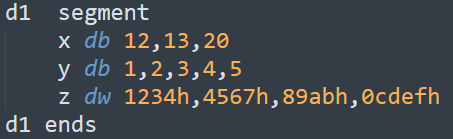 d1  segment
    x db 12,13,20
    y db 1,2,3,4,5
    z dw 1234h,4567h,89abh,0cdefh
d1 ends